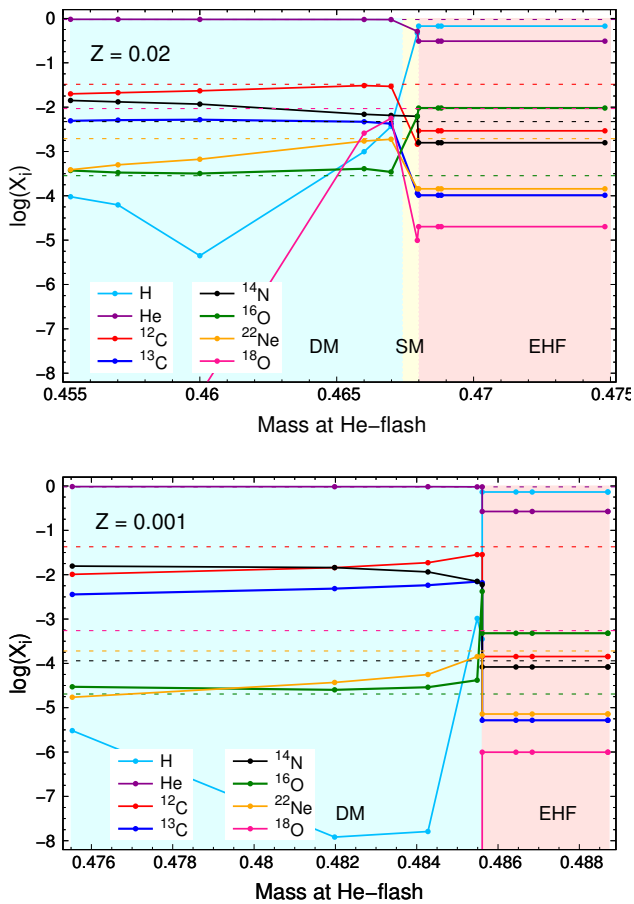 Z = 0.02
log(X_i)
0
-1
-2
-3
-4
-5
-6
-7
-8
H
He
¹²C
¹³C
¹⁴N
¹⁶O
²²Ne
¹⁸O
DM
SM
EHF
0.455
0.46
0.465
0.47
0.475
Mass at He−flash
Z = 0.001
log(X_i)
0
-1
-2
-3
-4
-5
-6
-7
-8
H
He
¹²C
¹³C
¹⁴N
¹⁶O
²²Ne
¹⁸O
DM
EHF
0.476
0.478
0.48
0.482
0.484
0.486
0.488
Mass at He−flash